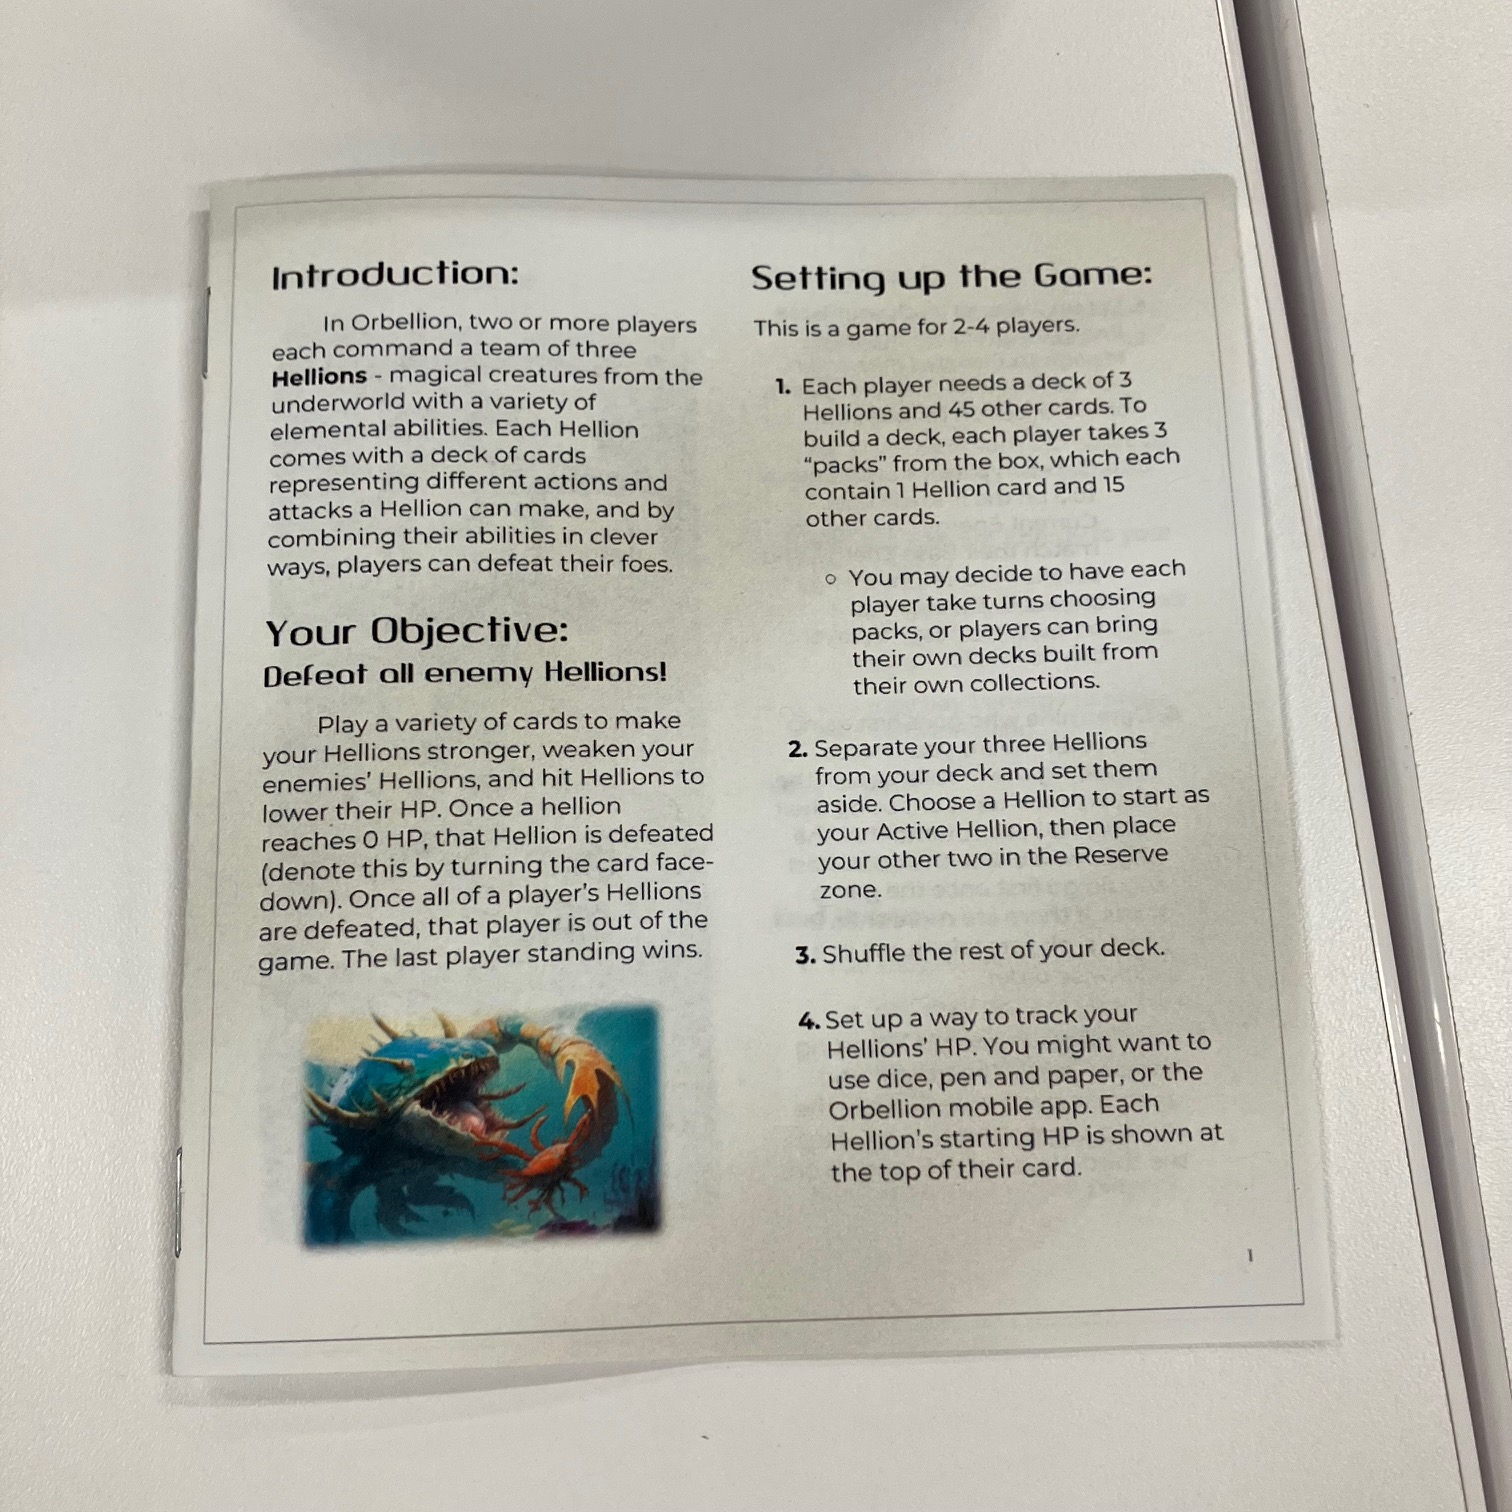 Introduction:
In Orbellion, two or more players
each command a team of three
Hellions - magical creatures from the
underworld with a variety of
elemental abilities. Each Hellion
comes with a deck of cards
representing different actions and
attacks a Hellion can make, and by
combining their abilities in clever
ways, players can defeat their foes.
Your Objective:
Defeat all enemy Hellions!
Play a variety of cards to make
your Hellions stronger, weaken your
enemies' Hellions, and hit Hellions to
lower their HP. Once a hellion
reaches 0 HP, that Hellion is defeated
(denote this by turning the card face-
down). Once all of a player's Hellions
are defeated, that player is out of the
game. The last player standing wins.
Setting up the Game:
This is a game for 2-4 players.
1. Each player needs a deck of 3
Hellions and 45 other cards. To
build a deck, each player takes 3
“packs” from the box, which each
contain 1 Hellion card and 15
other cards.
○ You may decide to have each
player take turns choosing
packs, or players can bring
their own decks built from
their own collections.
2. Separate your three Hellions
from your deck and set them
aside. Choose a Hellion to start as
your Active Hellion, then place
your other two in the Reserve
zone.
3. Shuffle the rest of your deck.
4. Set up a way to track your
Hellions' HP. You might want to
use dice, pen and paper, or the
Orbellion mobile app. Each
Hellion's starting HP is shown at
the top of their card.
1